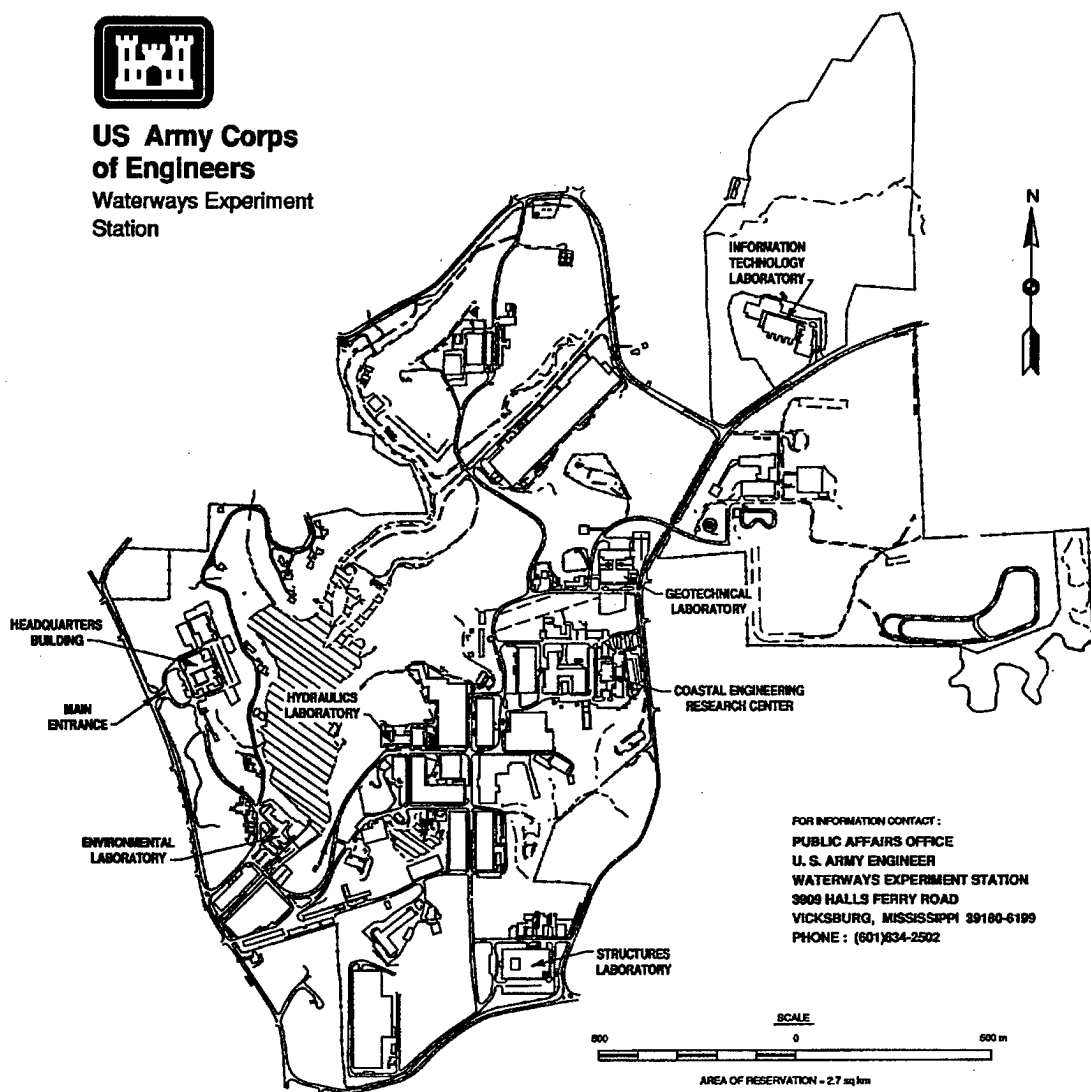 US Army Corps
of Engineers
Waterways Experiment
Station
N
INFORMATION
TECHNOLOGY
LABORATORY
GEOTECHNICAL
LABORATORY
HEADQUARTERS
BUILDING
MAIN
ENTRANCE
HYDRAULICS
LABORATORY
COASTAL ENGINEERING
RESEARCH CENTER
ENVIRONMENTAL
LABORATORY
STRUCTURES
LABORATORY
FOR INFORMATION CONTACT :
PUBLIC AFFAIRS OFFICE
U. S. ARMY ENGINEER
WATERWAYS EXPERIMENT STATION
3909 HALLS FERRY ROAD
VICKSBURG, MISSISSIPPI 39180-6199
PHONE : (601)634-2502
SCALE
500 0 500 m
AREA OF RESERVATION = 2.7 sq km